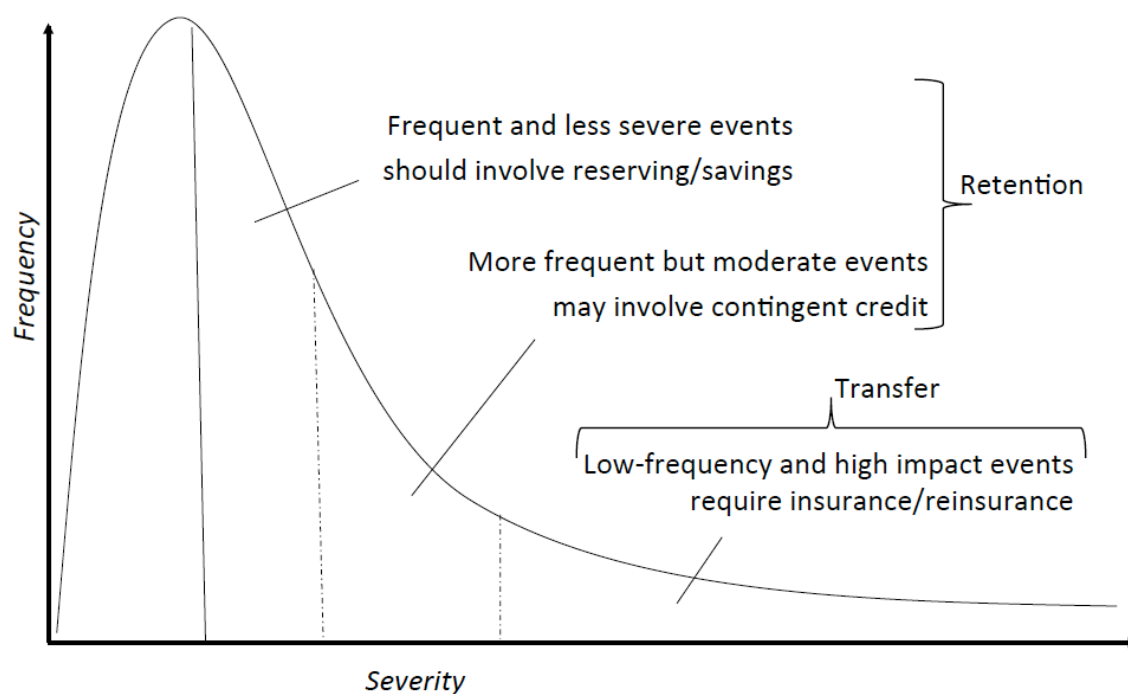 Frequent and less severe events
should involve reserving/savings
Retention
More frequent but moderate events
may involve contingent credit
Frequency
Transfer
Low-frequency and high impact events
require insurance/reinsurance
Severity